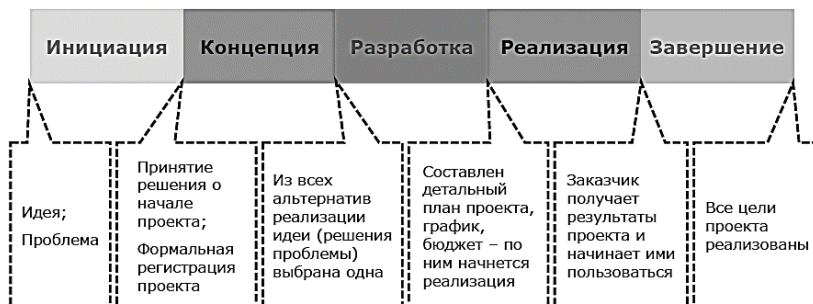 Инициация
Концепция
Разработка
Реализация
Завершение
Идея;
Проблема
Принятие
решения о
начале
проекта;
Формальная
регистрация
проекта
Из всех
альтернатив
реализации
идеи (решения
проблемы)
выбрана одна
Составлен
детальный
план проекта,
график,
бюджет – по
ним начнется
реализация
Заказчик
получает
результаты
проекта и
начинает ими
пользоваться
Все цели
проекта
реализованы